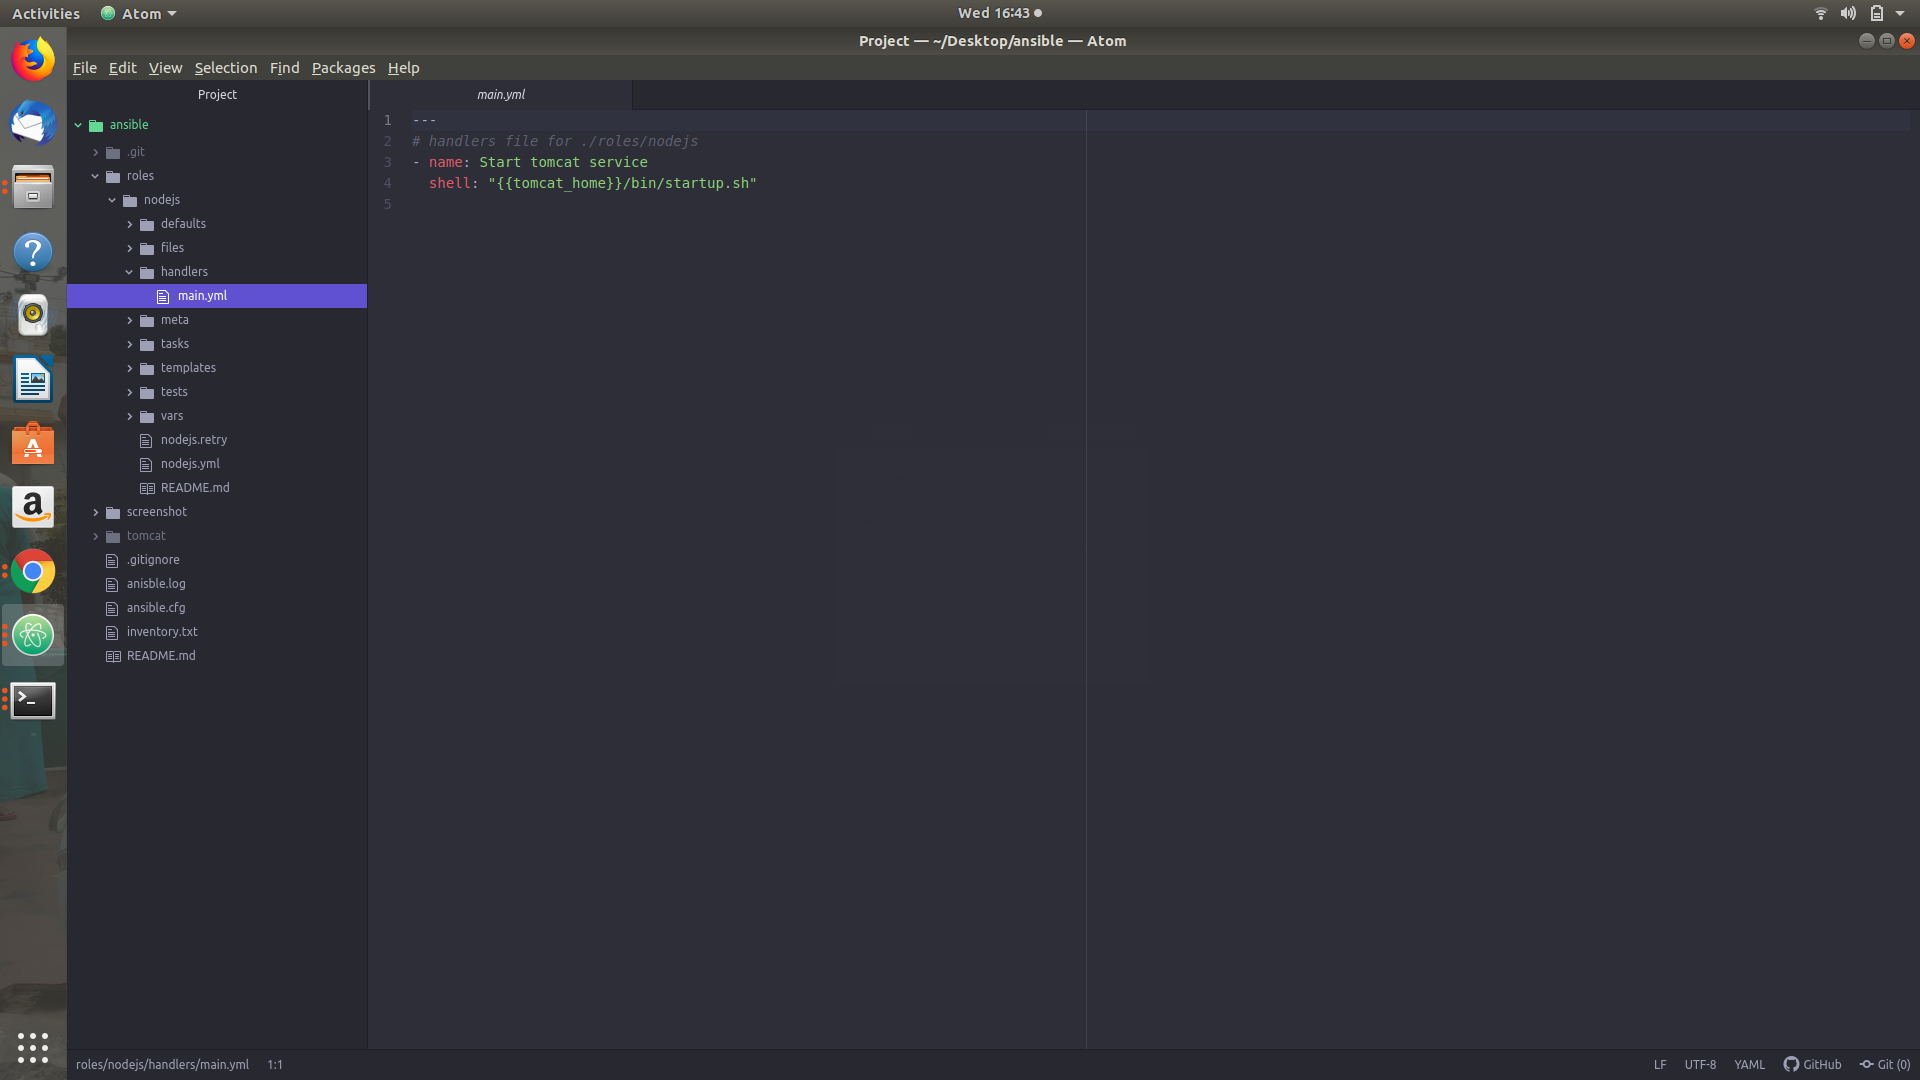 Activities Atom Wed 16:43
Project — ~/Desktop/ansible — Atom
File Edit View Selection Find Packages Help
Project
main.yml
ansible
.git
roles
nodejs
defaults
files
handlers
main.yml
meta
tasks
templates
tests
vars
nodejs.retry
nodejs.yml
README.md
screenshot
tomcat
.gitignore
anisble.log
ansible.cfg
inventory.txt
README.md
1 ---
2 # handlers file for ./roles/nodejs
3 - name: Start tomcat service
4 shell: "{{tomcat_home}}/bin/startup.sh"
5
roles/nodejs/handlers/main.yml 1:1 LF UTF-8 YAML GitHub Git (0)